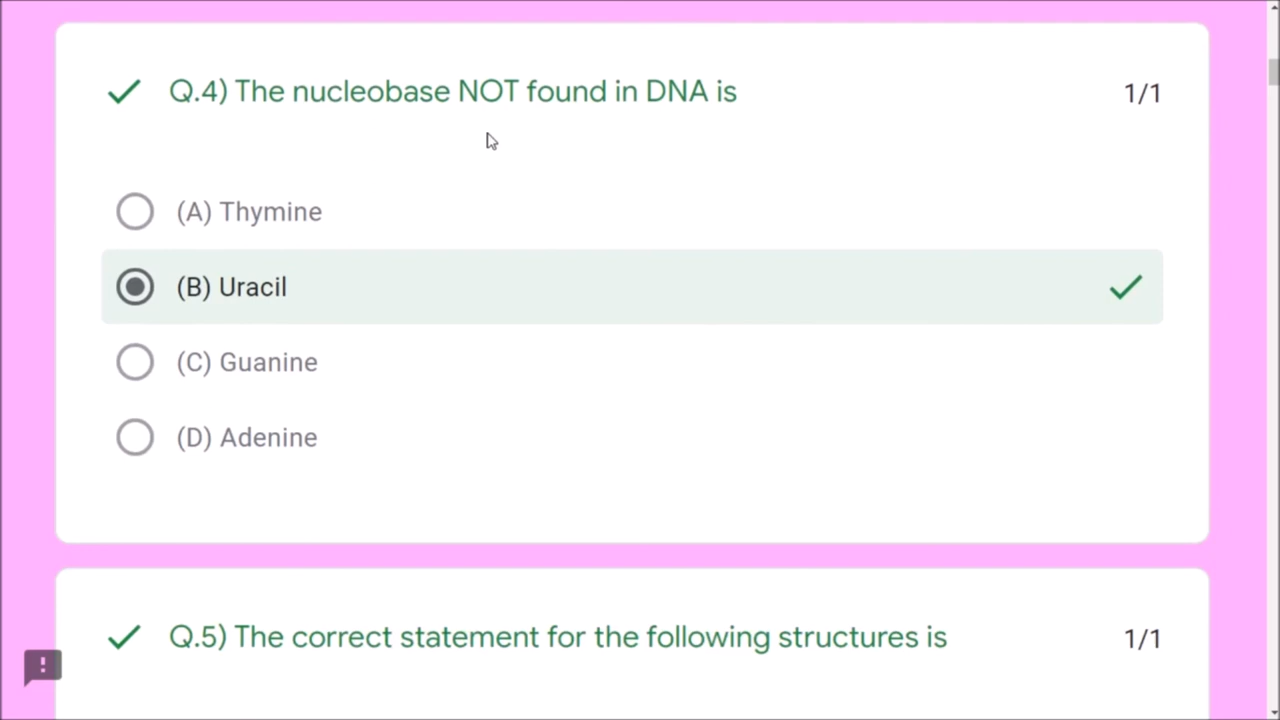 Q.4) The nucleobase NOT found in DNA is
1/1
(A) Thymine
(B) Uracil
(C) Guanine
(D) Adenine
Q.5) The correct statement for the following structures is
1/1